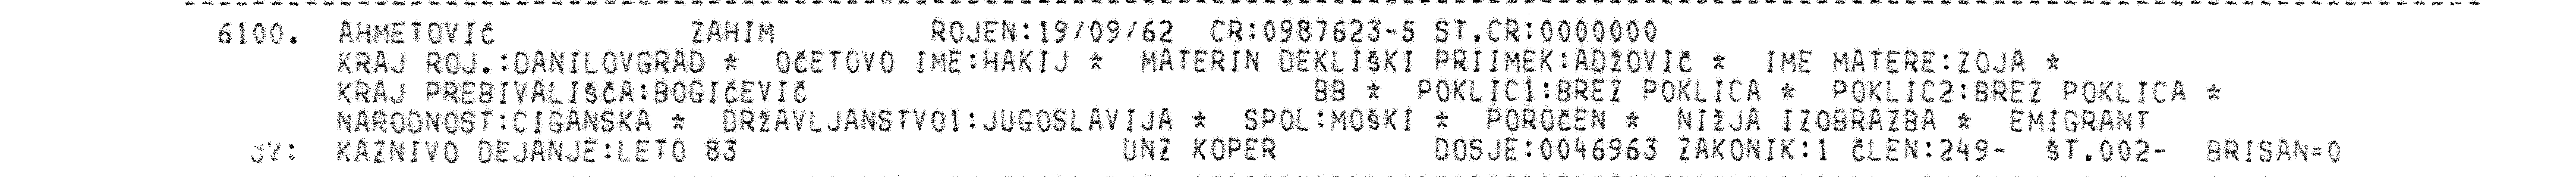 6100. AHMETOVIČ ZAHIM ROJEN:19/09/62 CR:0987623-5 ST.CR:0000000
KRAJ ROJ.:DANILOVGRAD * OČETOVO IME:HAKIJ * MATERIN DEKLIŠKI PRIIMEK:ADŽOVIČ * IME MATERE:ZOJA *
KRAJ PREBIVALIŠČA:BOGIČEVIČ BB * POKLIC1:BREZ POKLICA * POKLIC2:BREZ POKLICA *
NARODNOST:CIGANSKA * DRŽAVLJANSTVO1:JUGOSLAVIJA * SPOL:MOŠKI * POROČEN * NIŽJA IZOBRAZBA * EMIGRANT
KAZNIVO DEJANJE:LETO 83 UNZ KOPER DOSJE:0046963 ZAKONIK:1 ČLEN:249- ŠT.002- BRISAN=0